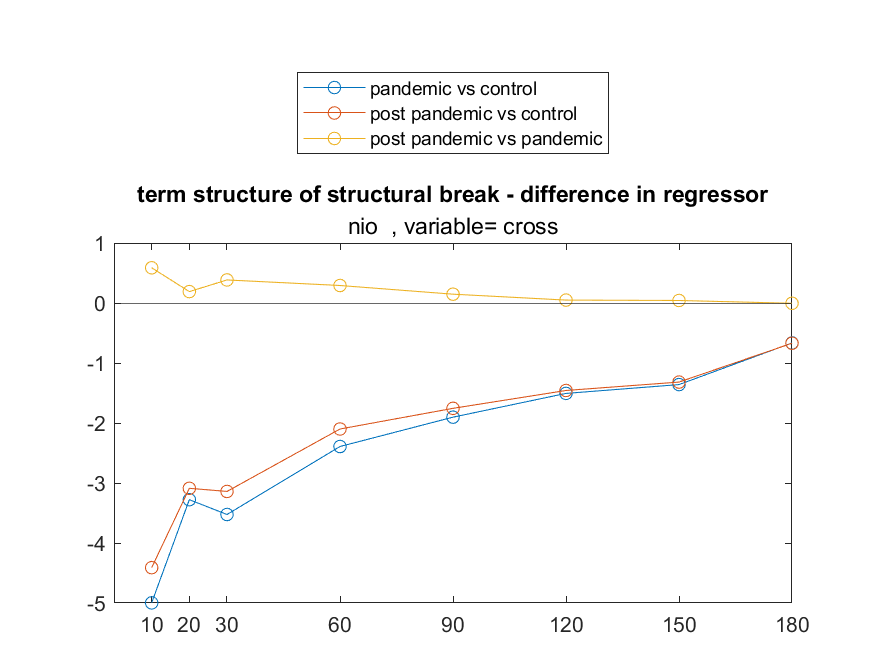 pandemic vs control
post pandemic vs control
post pandemic vs pandemic
term structure of structural break - difference in regressor
nio , variable= cross
1
0
-1
-2
-3
-4
-5
10 20 30 60 90 120 150 180